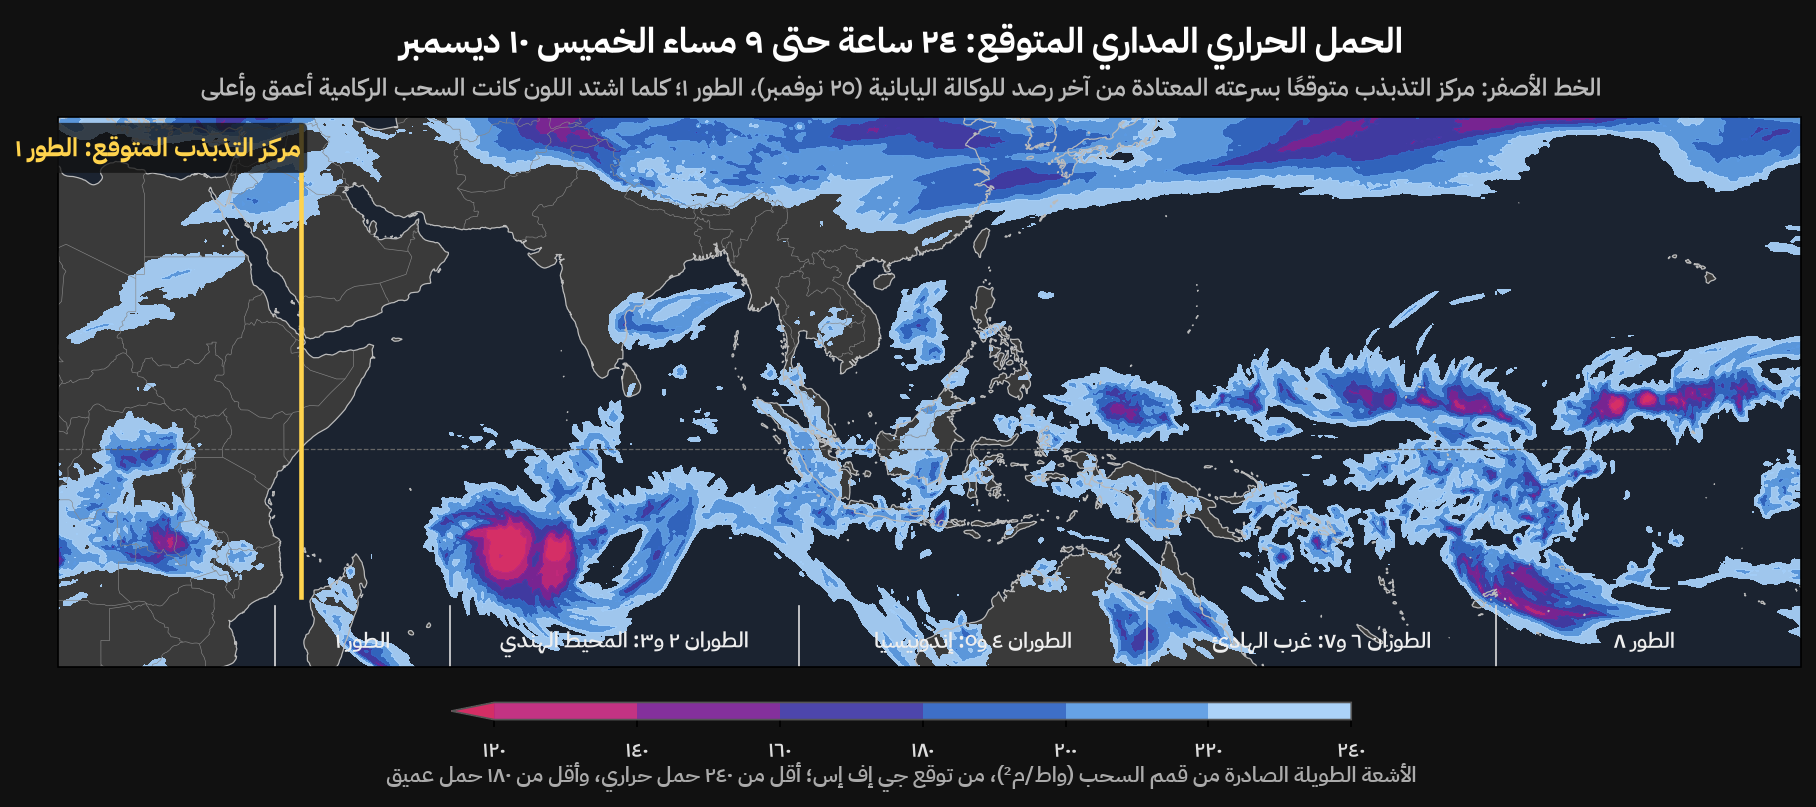 الحمل الحراري المداري المتوقع: ٢٤ ساعة حتى ٩ مساء الخميس ١٠ ديسمبر
الخط الأصفر: مركز التذبذب متوقعًا بسرعته المعتادة من آخر رصد للوكالة اليابانية (٢٥ نوفمبر)، الطور ١؛ كلما اشتد اللون كانت السحب الركامية أعمق وأعلى
مركز التذبذب المتوقع: الطور ١
الطور ١
الطوران ٢ و٣: المحيط الهندي
الطوران ٤ و٥: إندونيسيا
الطوران ٦ و٧: غرب الهادئ
الطور ٨
١٢٠ ١٤٠ ١٦٠ ١٨٠ ٢٠٠ ٢٢٠ ٢٤٠
الأشعة الطويلة الصادرة من قمم السحب (واط/م²)، من توقع جي إف إس؛ أقل من ٢٤٠ حمل حراري، وأقل من ١٨٠ حمل عميق